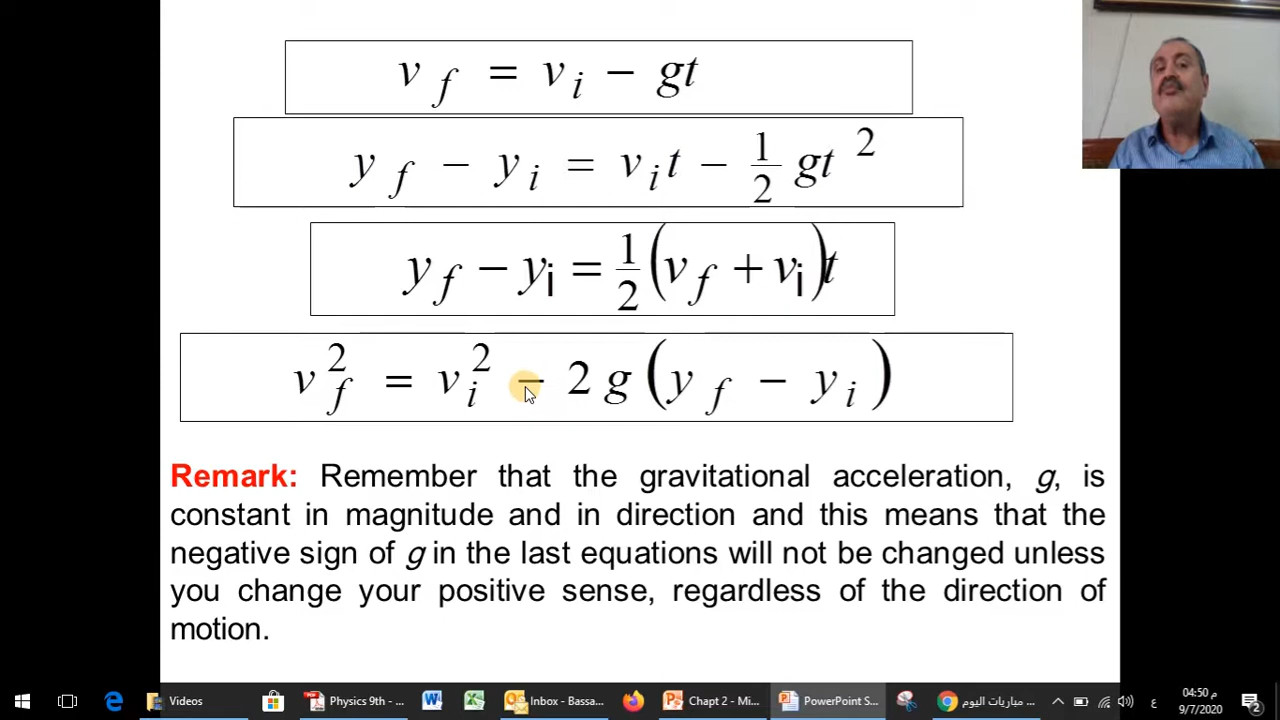 v_f = v_i − gt
y_f − y_i = v_i t − 1/2 gt^2
y_f − y_i = 1/2 (v_f + v_i)t
v_f^2 = v_i^2 − 2g(y_f − y_i)
Remark: Remember that the gravitational acceleration, g, is
constant in magnitude and in direction and this means that the
negative sign of g in the last equations will not be changed unless
you change your positive sense, regardless of the direction of
motion.
Videos
Physics 9th - ...
Inbox - Bassa...
Chapt 2 - Mi...
PowerPoint S...
مباريات اليوم ...
ع
04:50 م
9/7/2020
2